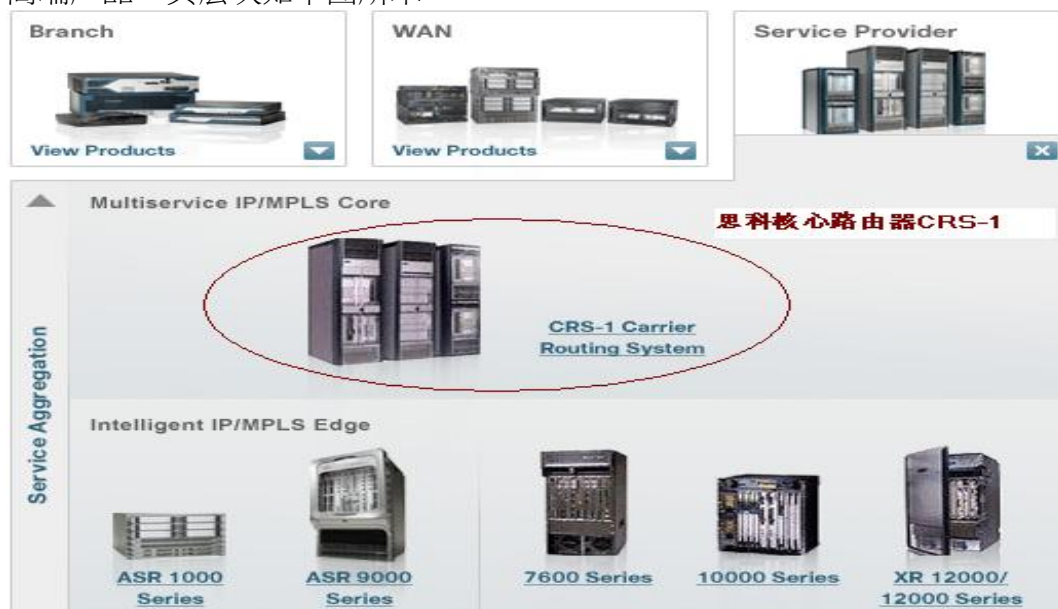 Branch
WAN
Service Provider
View Products
View Products
Multiservice IP/MPLS Core
思科核心路由器CRS-1
CRS-1 Carrier
Routing System
Service Aggregation
Intelligent IP/MPLS Edge
ASR 1000
Series
ASR 9000
Series
7600 Series
10000 Series
XR 12000/
12000 Series